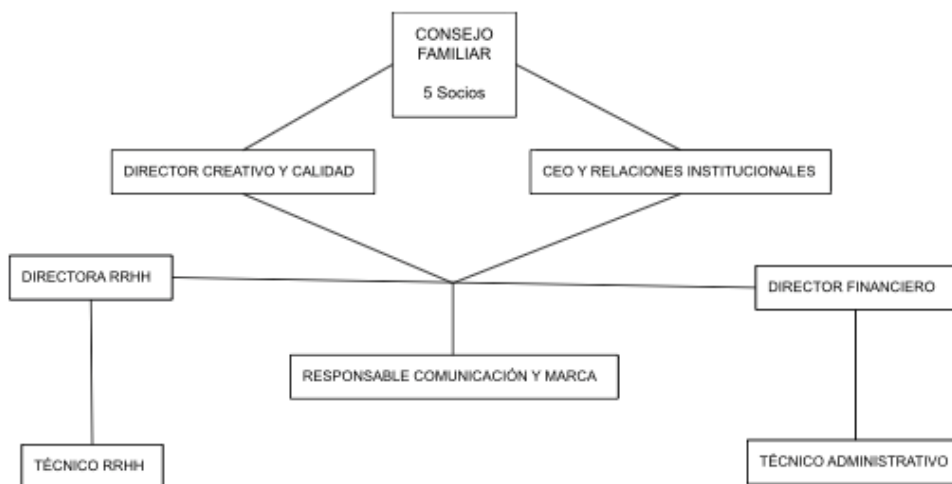 CONSEJO
FAMILIAR
5 Socios
DIRECTOR CREATIVO Y CALIDAD
CEO Y RELACIONES INSTITUCIONALES
DIRECTORA RRHH
DIRECTOR FINANCIERO
RESPONSABLE COMUNICACIÓN Y MARCA
TÉCNICO RRHH
TÉCNICO ADMINISTRATIVO